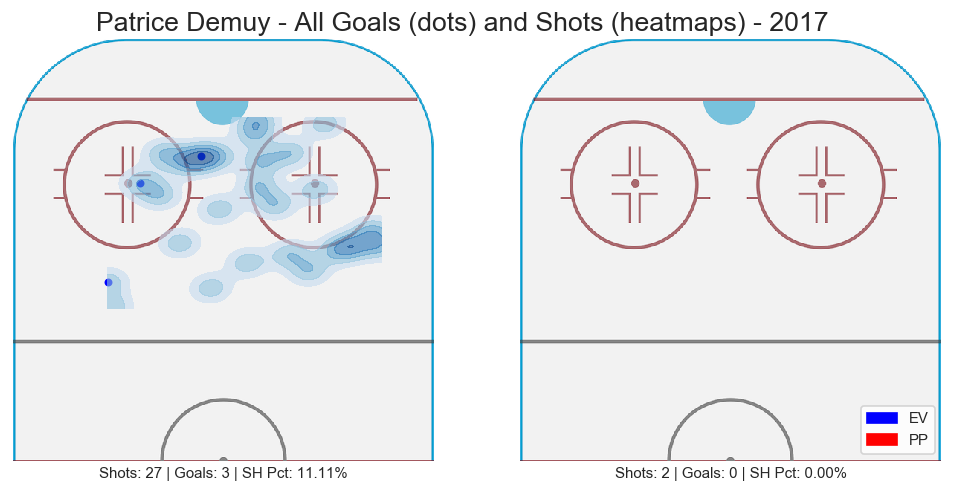 Patrice Demuy - All Goals (dots) and Shots (heatmaps) - 2017
EV
PP
Shots: 27 | Goals: 3 | SH Pct: 11.11%
Shots: 2 | Goals: 0 | SH Pct: 0.00%